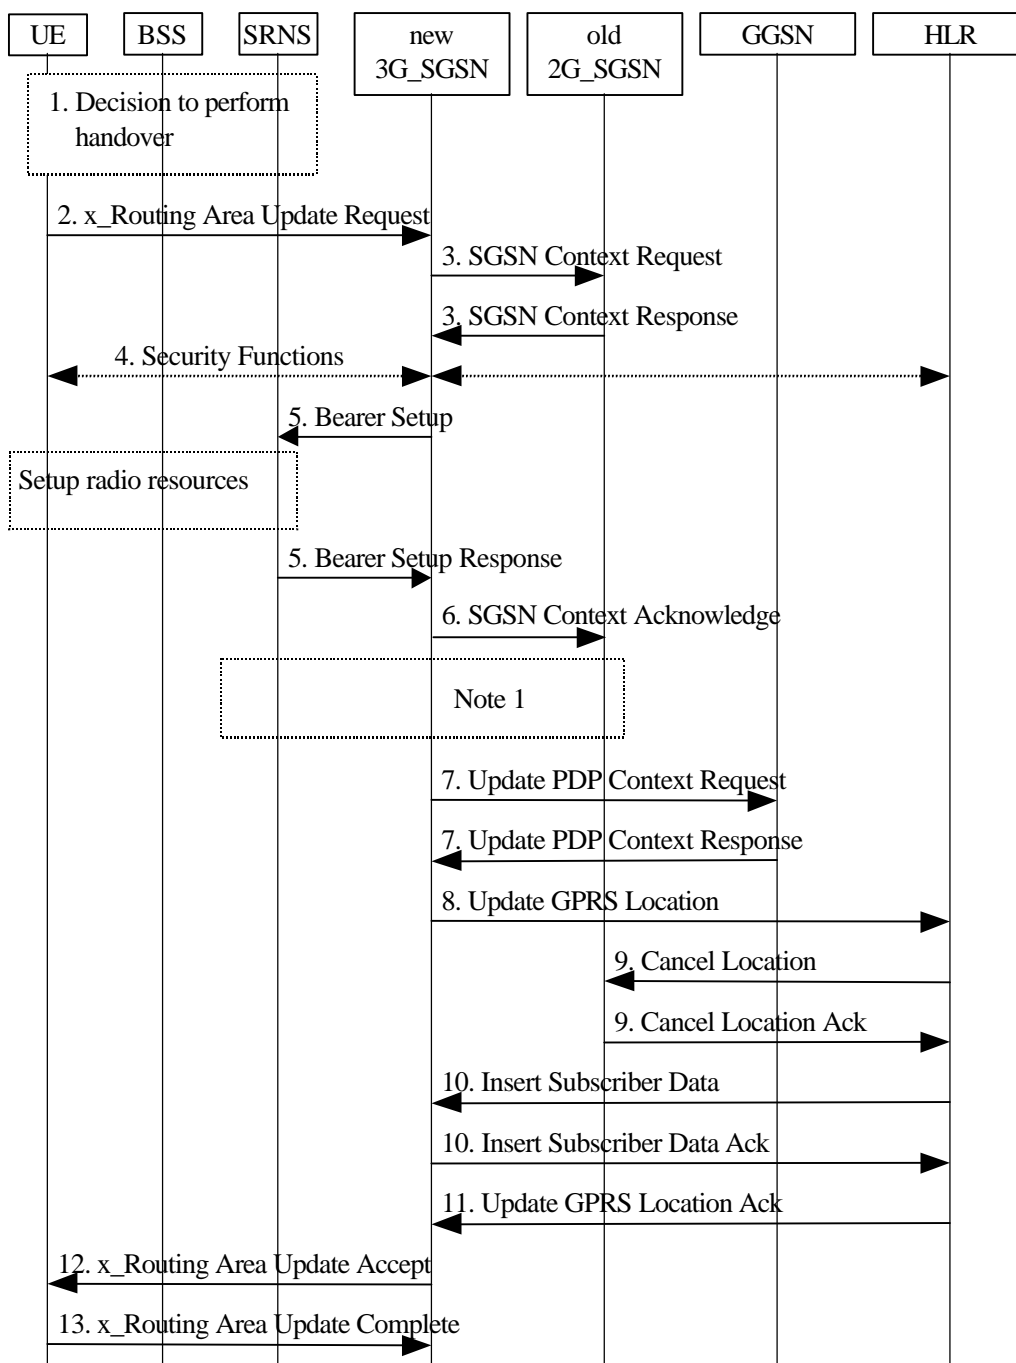 UE
BSS
SRNS
new
3G_SGSN
old
2G_SGSN
GGSN
HLR
1. Decision to perform
handover
2. x_Routing Area Update Request
3. SGSN Context Request
3. SGSN Context Response
4. Security Functions
5. Bearer Setup
Setup radio resources
5. Bearer Setup Response
6. SGSN Context Acknowledge
Note 1
7. Update PDP Context Request
7. Update PDP Context Response
8. Update GPRS Location
9. Cancel Location
9. Cancel Location Ack
10. Insert Subscriber Data
10. Insert Subscriber Data Ack
11. Update GPRS Location Ack
12. x_Routing Area Update Accept
13. x_Routing Area Update Complete